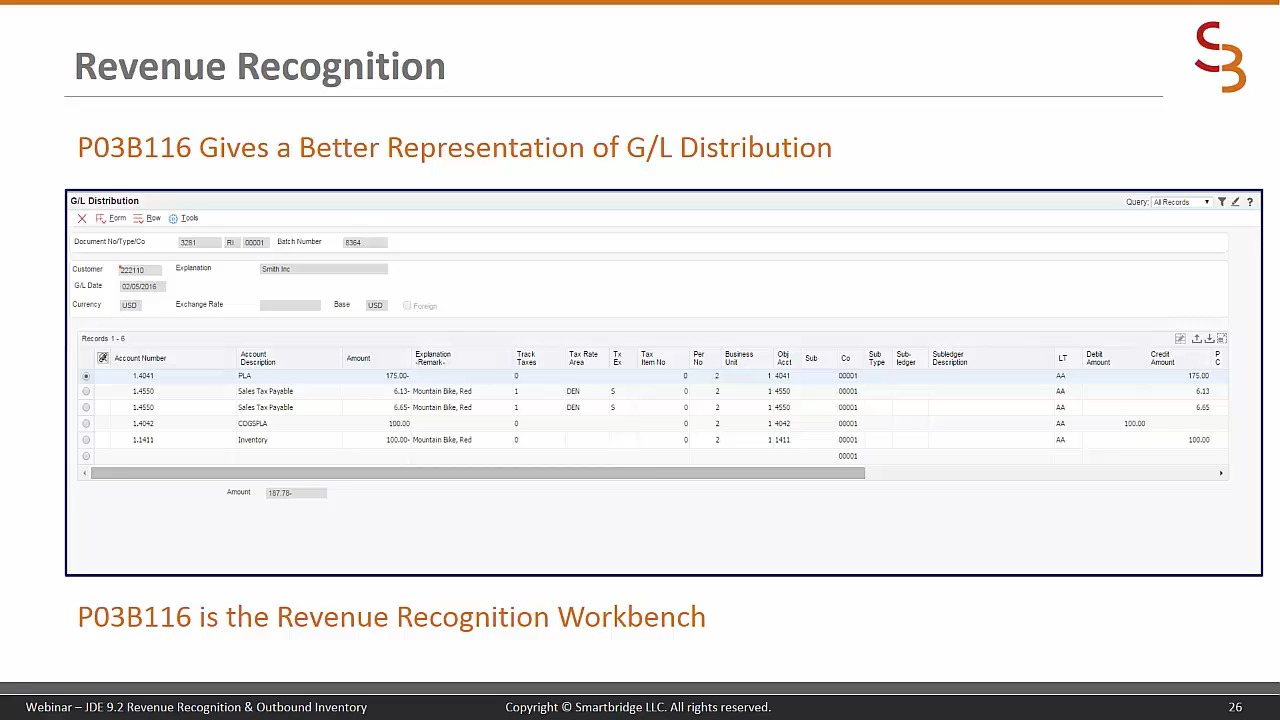 Revenue Recognition
P03B116 Gives a Better Representation of G/L Distribution
G/L Distribution
Query: All Records
Form Row Tools
Document No/Type/Co 3281 RI 00001 Batch Number 8364
Customer *222110 Explanation Smith Inc
G/L Date 02/05/2016
Currency USD Exchange Rate Base USD Foreign
Records 1 - 6
Account Number Account Description Amount Explanation -Remark- Track Taxes Tax Rate Area Tx Ex Tax Item No Per No Business Unit Obj Acct Sub Co Sub Type Sub- ledger Subledger Description LT Debit Amount Credit Amount P C
1.4041 PLA 175.00- 0 0 2 1 4041 00001 AA 175.00
1.4550 Sales Tax Payable 6.13- Mountain Bike, Red 1 DEN S 0 2 1 4550 00001 AA 6.13
1.4550 Sales Tax Payable 6.65- Mountain Bike, Red 1 DEN S 0 2 1 4550 00001 AA 6.65
1.4042 COGSPLA 100.00 0 0 2 1 4042 00001 AA 100.00
1.1411 Inventory 100.00- Mountain Bike, Red 0 0 2 1 1411 00001 AA 100.00
00001
Amount 187.78-
P03B116 is the Revenue Recognition Workbench
Webinar – JDE 9.2 Revenue Recognition & Outbound Inventory
Copyright © Smartbridge LLC. All rights reserved.
26